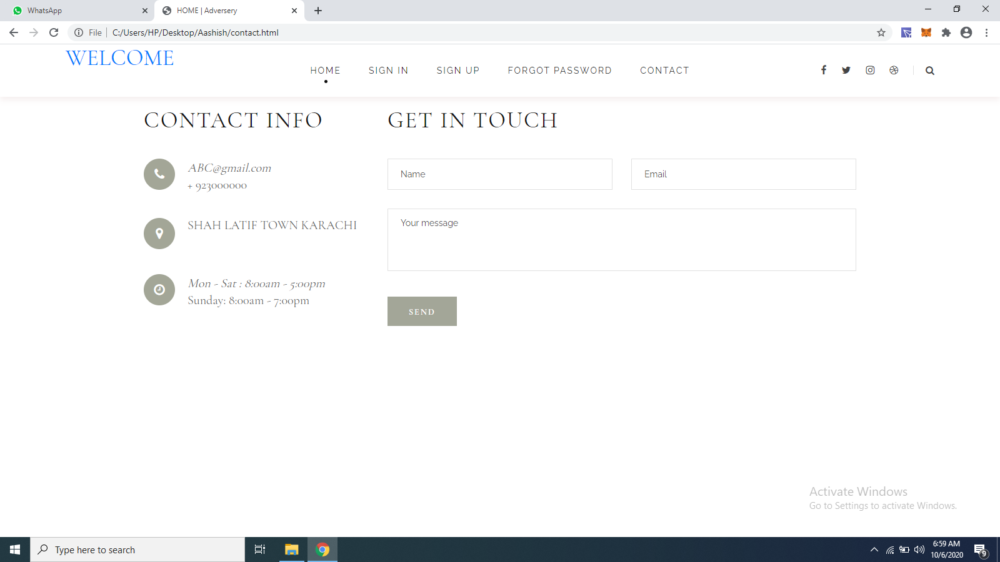 WhatsApp
HOME | Adversery
File
C:/Users/HP/Desktop/Aashish/contact.html
WELCOME
HOME SIGN IN SIGN UP FORGOT PASSWORD CONTACT
CONTACT INFO
ABC@gmail.com
+ 923000000
SHAH LATIF TOWN KARACHI
Mon - Sat : 8:00am - 5:00pm
Sunday: 8:00am - 7:00pm
GET IN TOUCH
Name
Email
Your message
SEND
Activate Windows
Go to Settings to activate Windows.
Type here to search
6:59 AM
10/6/2020
9